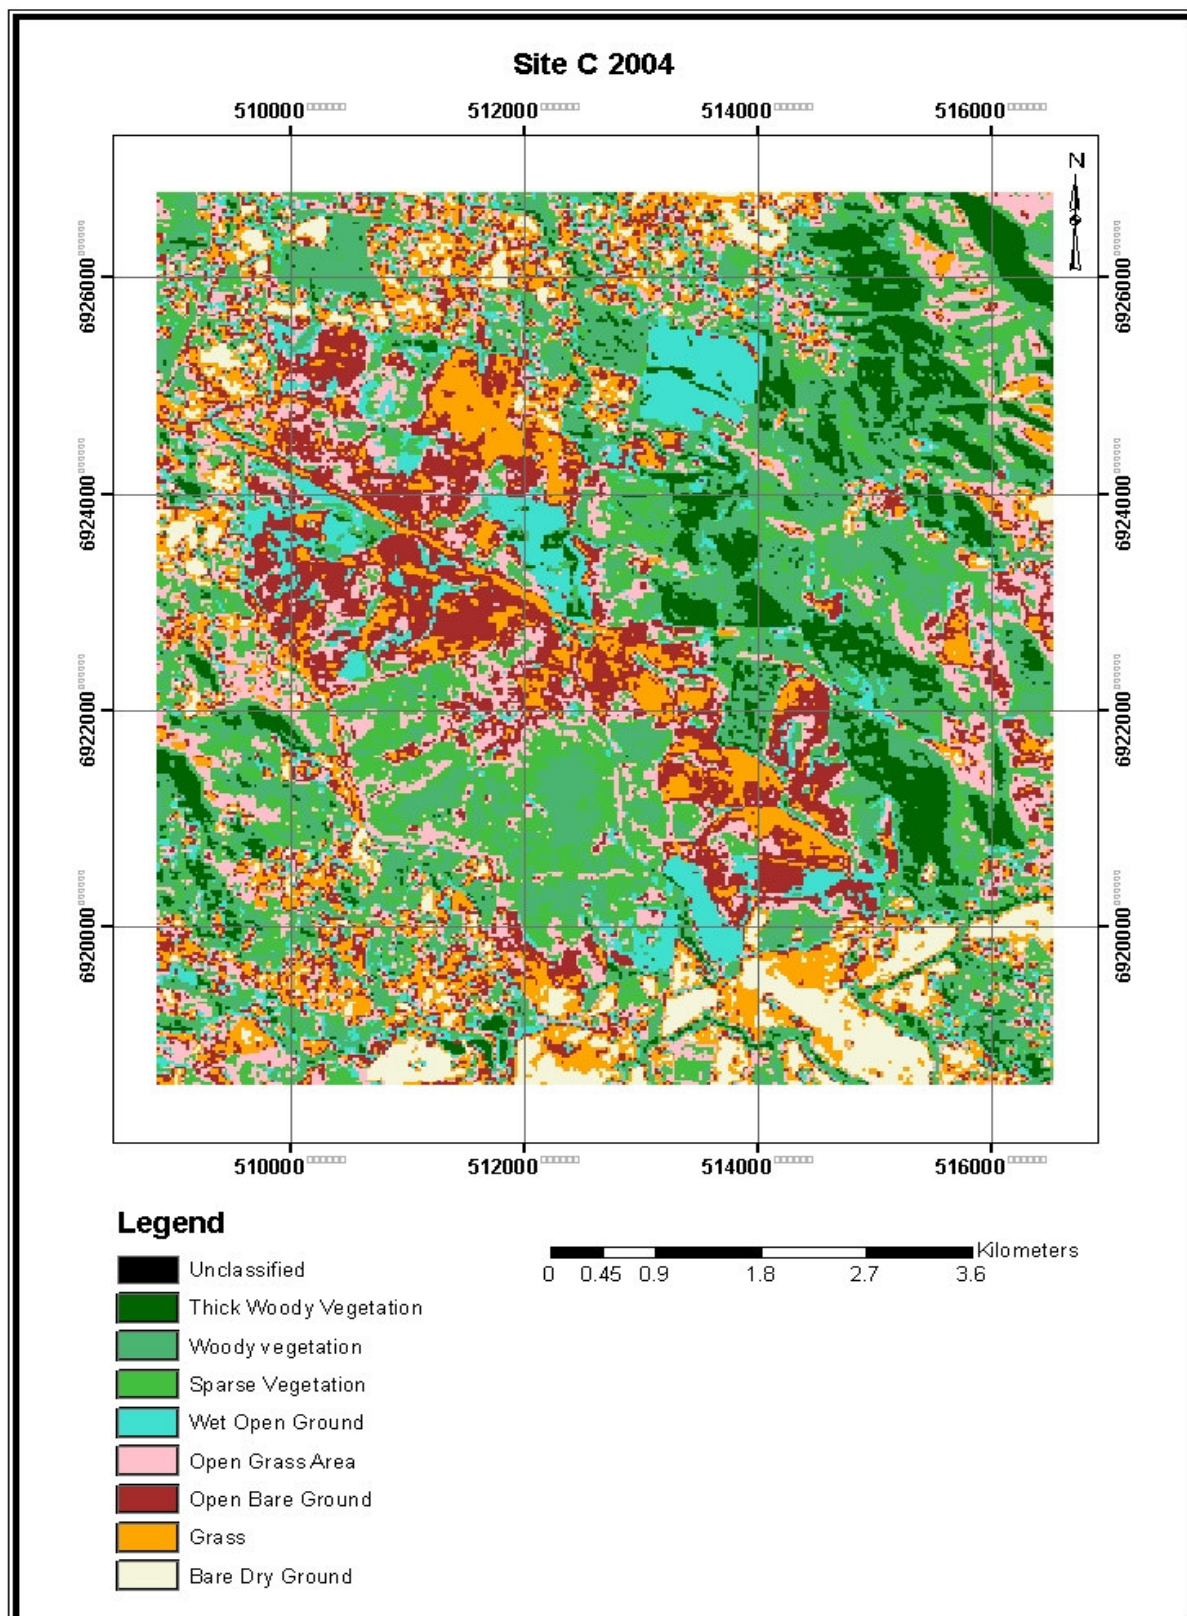 Site C 2004
510000 512000 514000 516000
N
6926000 6926000
6924000 6924000
6922000 6922000
6920000 6920000
510000 512000 514000 516000
Legend
Unclassified
Thick Woody Vegetation
Woody vegetation
Sparse Vegetation
Wet Open Ground
Open Grass Area
Open Bare Ground
Grass
Bare Dry Ground
Kilometers
0 0.45 0.9 1.8 2.7 3.6